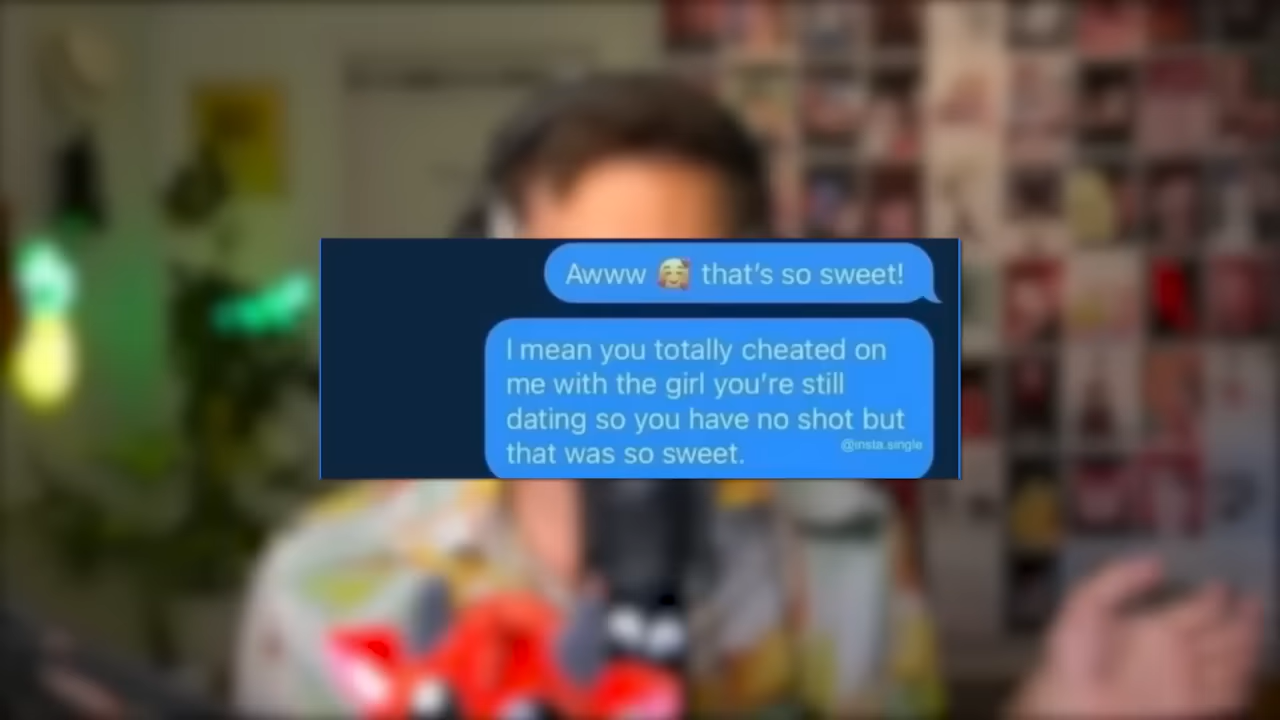 Awww 🥰 that's so sweet!
I mean you totally cheated on
me with the girl you're still
dating so you have no shot but
that was so sweet.
@insta.single